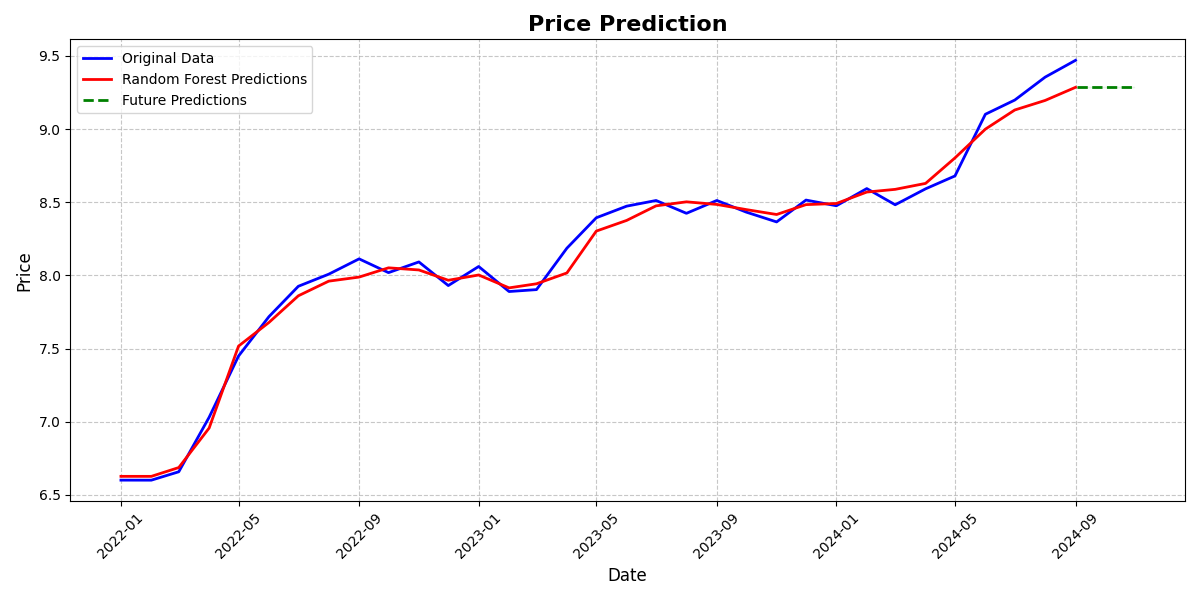 Price Prediction
Original Data
Random Forest Predictions
Future Predictions
Price
9.5
9.0
8.5
8.0
7.5
7.0
6.5
2022-01
2022-05
2022-09
2023-01
2023-05
2023-09
2024-01
2024-05
2024-09
Date